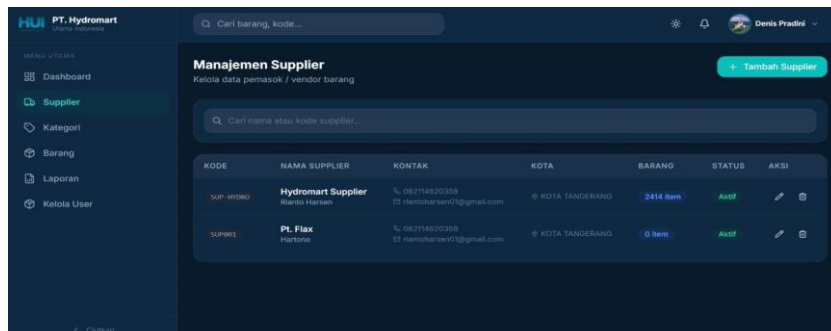 HUI PT. Hydromart
Utama Indonesia
Cari barang, kode...
Denis Pradini
MENU UTAMA
Dashboard
Supplier
Kategori
Barang
Laporan
Kelola User
Manajemen Supplier
Kelola data pemasok / vendor barang
+ Tambah Supplier
Cari nama atau kode supplier...
KODE NAMA SUPPLIER KONTAK KOTA BARANG STATUS AKSI
SUP-HYDRO Hydromart Supplier 082114620358 KOTA TANGERANG 2414 item Aktif
Rianto Harsen riantoharsen01@gmail.com
SUP001 Pt. Flax 082114620358 KOTA TANGERANG 0 item Aktif
Hartono riantoharsen01@gmail.com